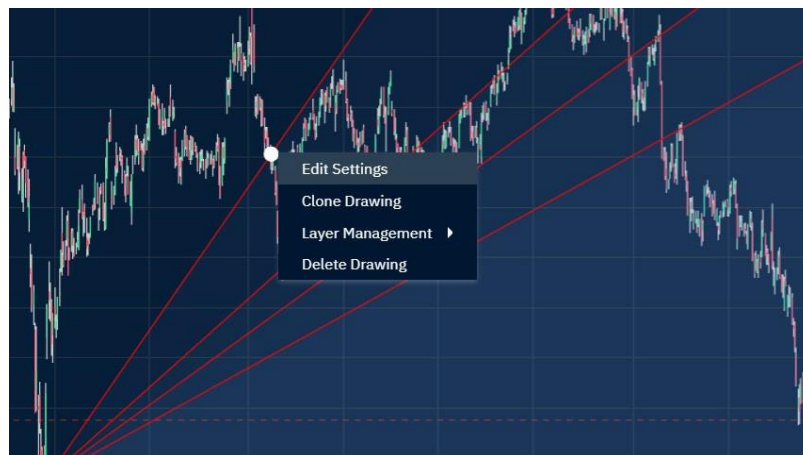 Edit Settings
Clone Drawing
Layer Management
Delete Drawing